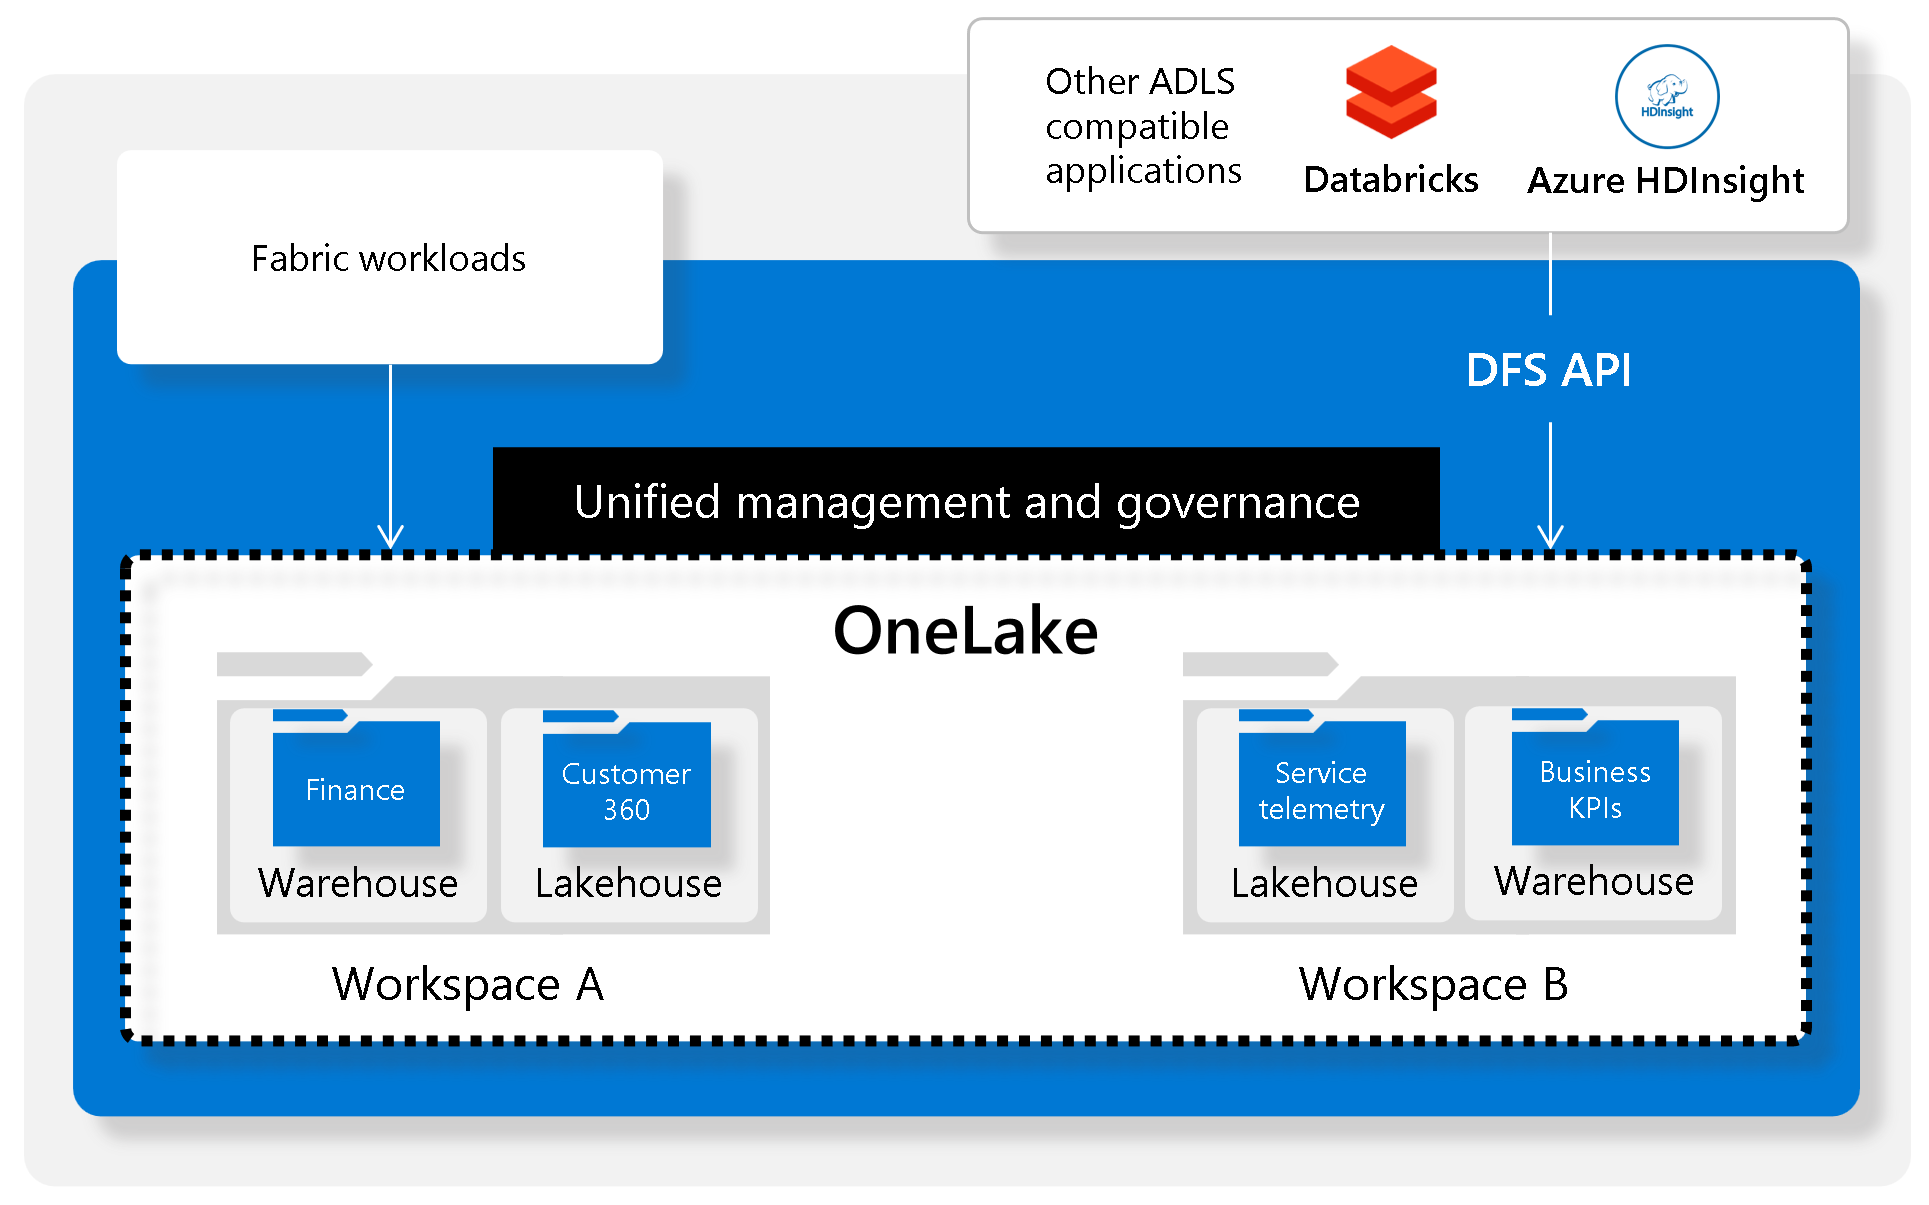 Other ADLS
compatible
applications
HDInsight
Databricks
Azure HDInsight
Fabric workloads
DFS API
Unified management and governance
OneLake
Finance
Warehouse
Customer
360
Lakehouse
Workspace A
Service
telemetry
Lakehouse
Business
KPIs
Warehouse
Workspace B